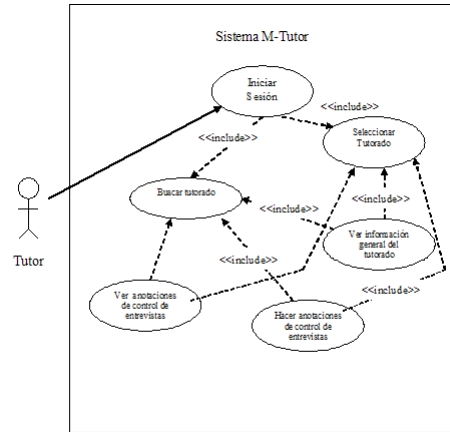 Sistema M-Tutor
Iniciar
Sesión
<<include>>
<<include>>
Seleccionar
Tutorado
Buscar tutorado
<<include>>
<<include>>
Ver información
general del
tutorado
Tutor
<<include>>
<<include>>
Ver anotaciones
de control de
entrevistas
Hacer anotaciones
de control de
entrevistas